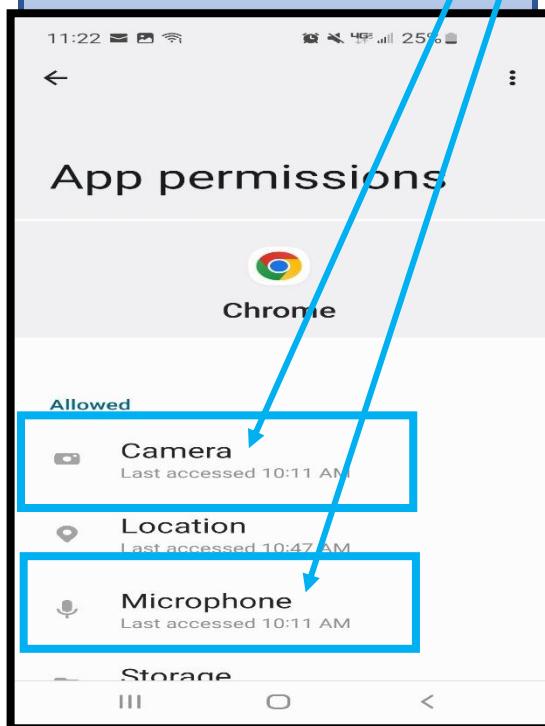 11:22 4GE 25%
App permissions
Chrome
Allowed
Camera
Last accessed 10:11 AM
Location
Last accessed 10:47 AM
Microphone
Last accessed 10:11 AM
Storage